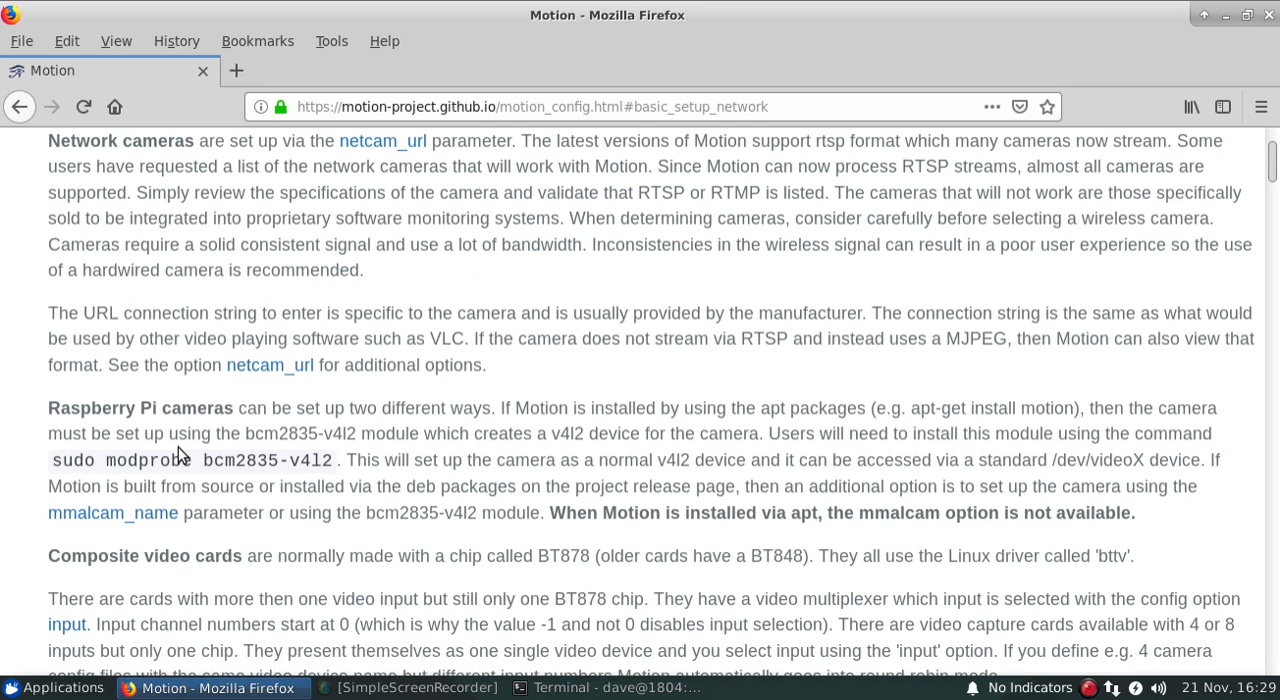 Motion - Mozilla Firefox
File Edit View History Bookmarks Tools Help
Motion
https://motion-project.github.io/motion_config.html#basic_setup_network
Network cameras are set up via the netcam_url parameter. The latest versions of Motion support rtsp format which many cameras now stream. Some
users have requested a list of the network cameras that will work with Motion. Since Motion can now process RTSP streams, almost all cameras are
supported. Simply review the specifications of the camera and validate that RTSP or RTMP is listed. The cameras that will not work are those specifically
sold to be integrated into proprietary software monitoring systems. When determining cameras, consider carefully before selecting a wireless camera.
Cameras require a solid consistent signal and use a lot of bandwidth. Inconsistencies in the wireless signal can result in a poor user experience so the use
of a hardwired camera is recommended.
The URL connection string to enter is specific to the camera and is usually provided by the manufacturer. The connection string is the same as what would
be used by other video playing software such as VLC. If the camera does not stream via RTSP and instead uses a MJPEG, then Motion can also view that
format. See the option netcam_url for additional options.
Raspberry Pi cameras can be set up two different ways. If Motion is installed by using the apt packages (e.g. apt-get install motion), then the camera
must be set up using the bcm2835-v4l2 module which creates a v4l2 device for the camera. Users will need to install this module using the command
sudo modprobe bcm2835-v4l2 . This will set up the camera as a normal v4l2 device and it can be accessed via a standard /dev/videoX device. If
Motion is built from source or installed via the deb packages on the project release page, then an additional option is to set up the camera using the
mmalcam_name parameter or using the bcm2835-v4l2 module. When Motion is installed via apt, the mmalcam option is not available.
Composite video cards are normally made with a chip called BT878 (older cards have a BT848). They all use the Linux driver called 'bttv'.
There are cards with more then one video input but still only one BT878 chip. They have a video multiplexer which input is selected with the config option
input. Input channel numbers start at 0 (which is why the value -1 and not 0 disables input selection). There are video capture cards available with 4 or 8
inputs but only one chip. They present themselves as one single video device and you select input using the 'input' option. If you define e.g. 4 camera
config files with the same video device name but different input numbers Motion automatically goes into round robin mode.
Applications Motion - Mozilla Firefox [SimpleScreenRecorder] Terminal - dave@1804:... No Indicators 21 Nov, 16:29